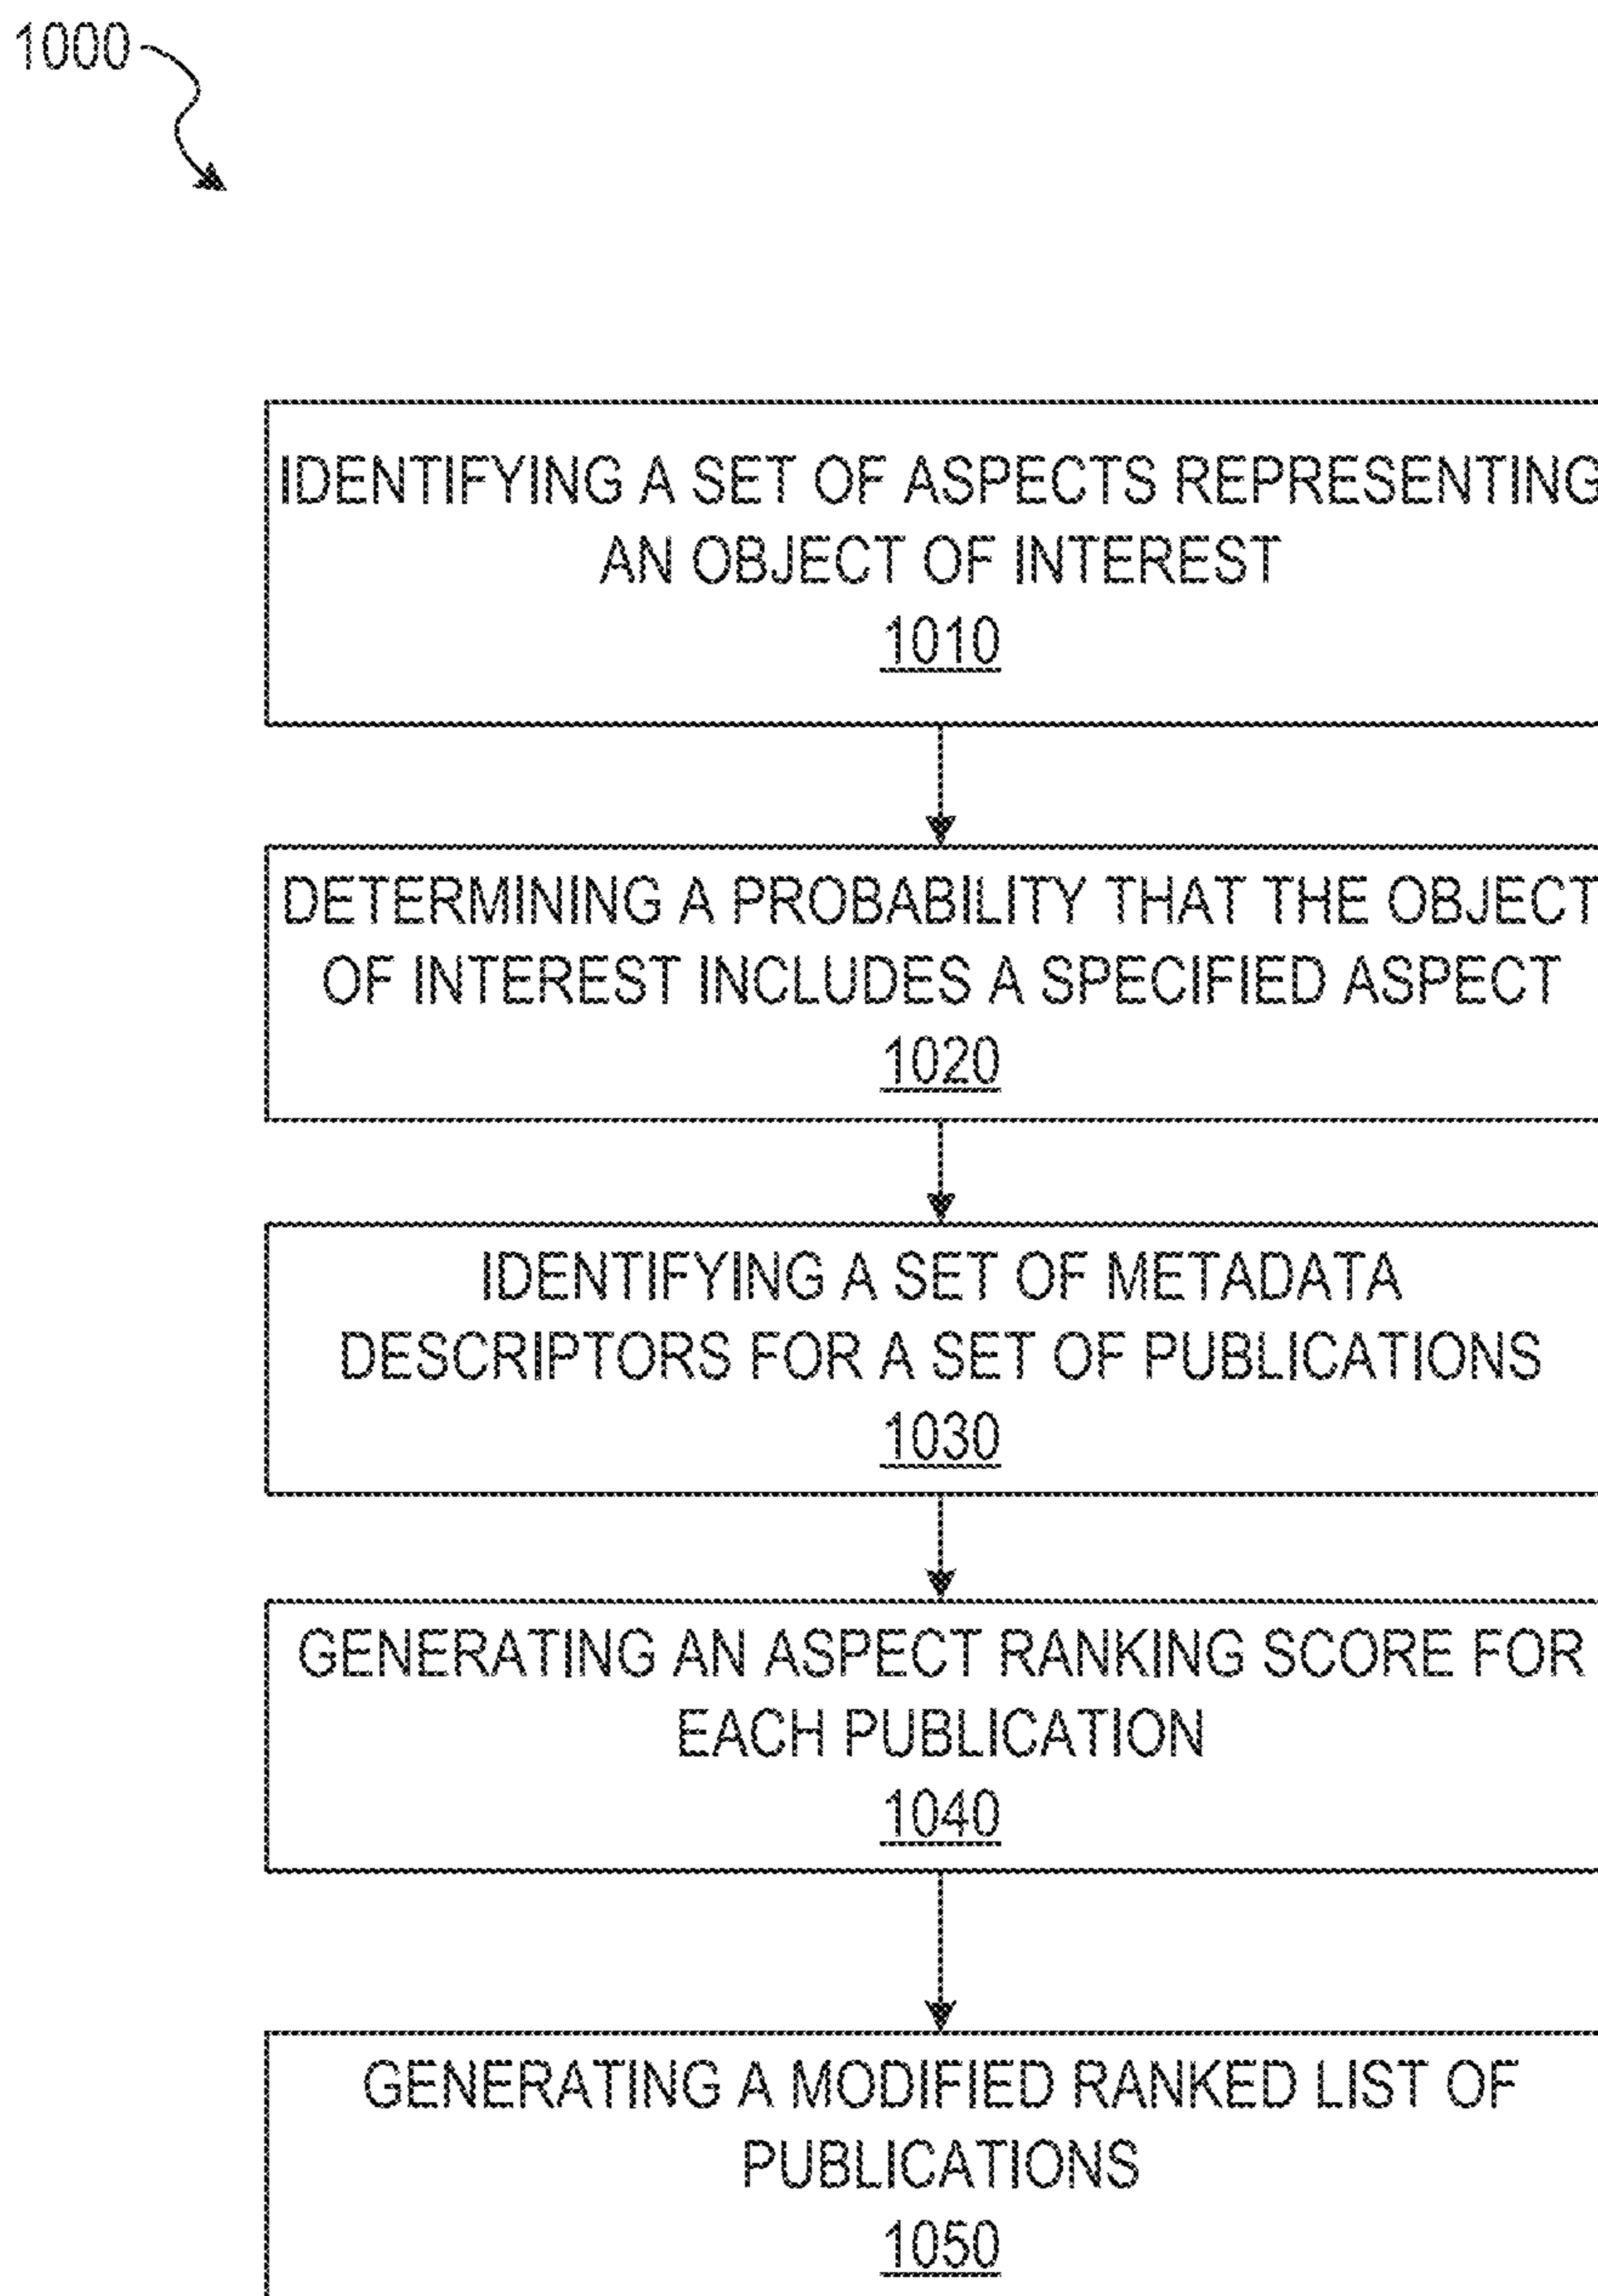 1000
IDENTIFYING A SET OF ASPECTS REPRESENTING
AN OBJECT OF INTEREST
1010
DETERMINING A PROBABILITY THAT THE OBJECT
OF INTEREST INCLUDES A SPECIFIED ASPECT
1020
IDENTIFYING A SET OF METADATA
DESCRIPTORS FOR A SET OF PUBLICATIONS
1030
GENERATING AN ASPECT RANKING SCORE FOR
EACH PUBLICATION
1040
GENERATING A MODIFIED RANKED LIST OF
PUBLICATIONS
1050